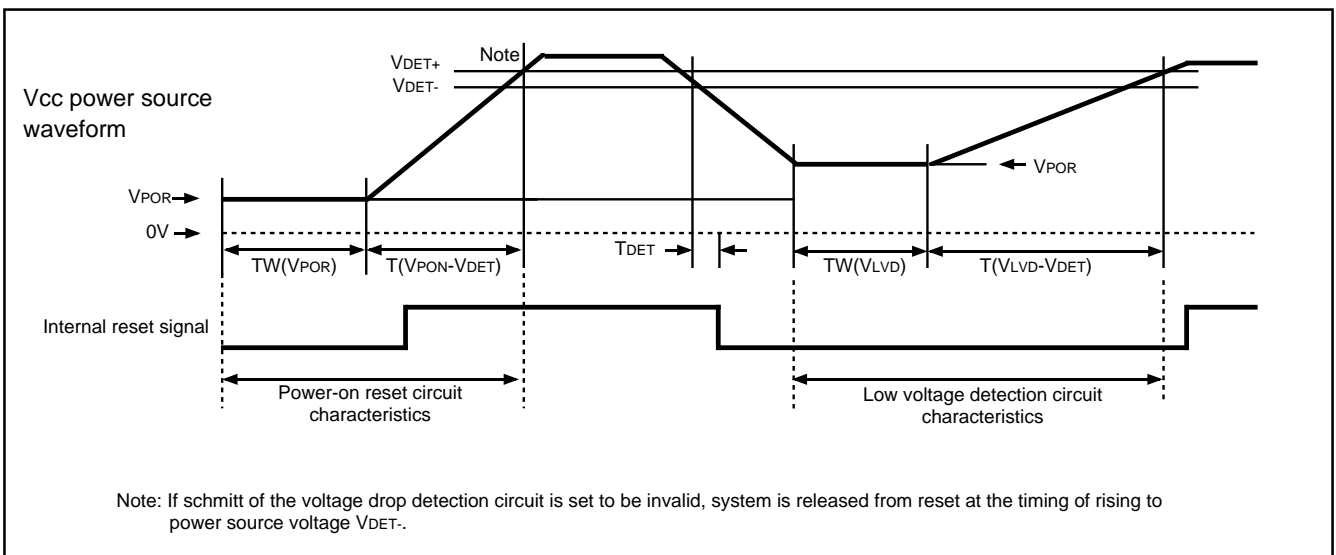 Vcc power source
waveform
VDET+
VDET-
Note
VPOR
0V
VPOR
TW(VPOR)
T(VPON-VDET)
TDET
TW(VLVD)
T(VLVD-VDET)
Internal reset signal
Power-on reset circuit
characteristics
Low voltage detection circuit
characteristics
Note: If schmitt of the voltage drop detection circuit is set to be invalid, system is released from reset at the timing of rising to
power source voltage VDET-.